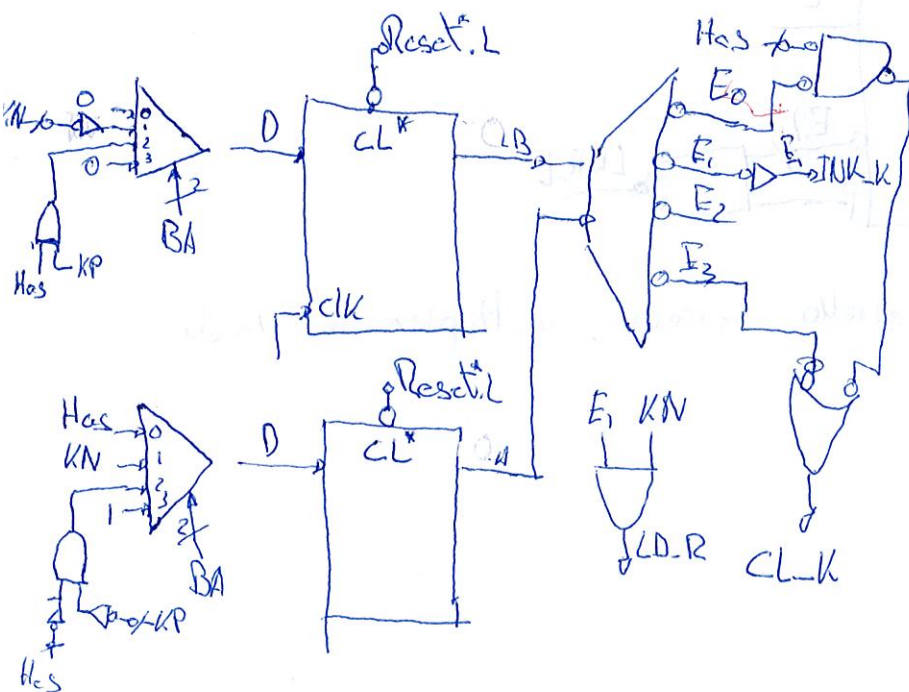 Reset*.L
Has
E0
0
KN
0
1
2
3
0
D
CL*
QB
E1
E1
INK_K
2
BA
E2
Has
KP
E3
CLK
Reset*.L
Has
0
KN
1
D
CL*
QA
E1 KN
2
3
1
2
BA
LD_R
CL_K
KP
Has